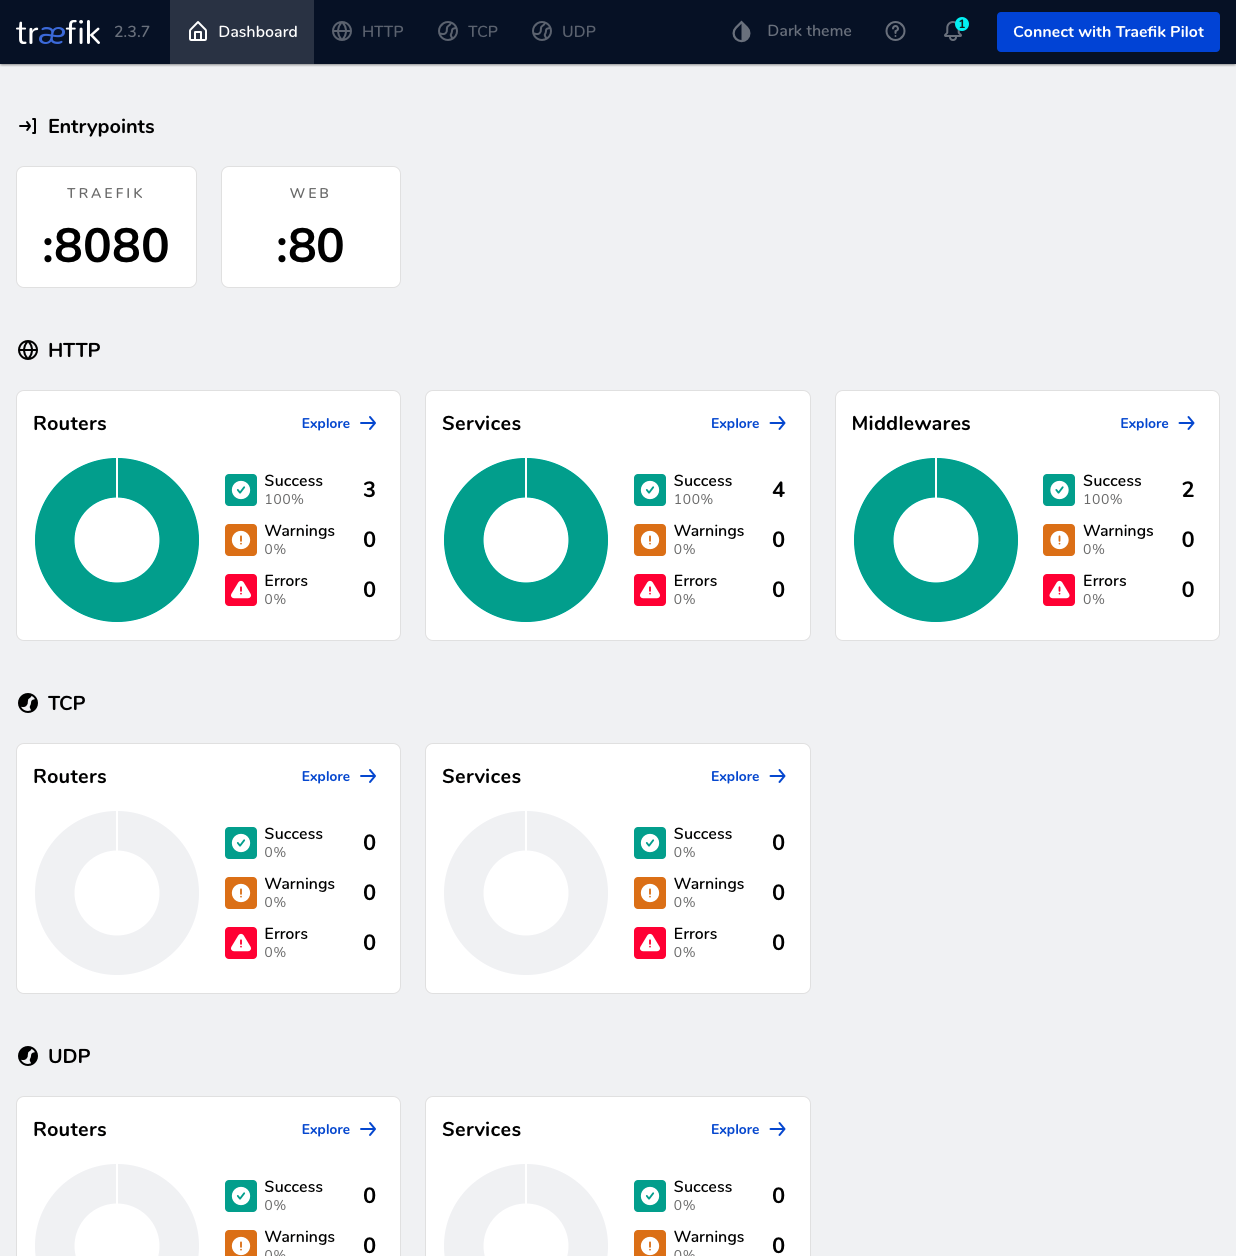 træfik 2.3.7 Dashboard HTTP TCP UDP Dark theme 1 Connect with Traefik Pilot
Entrypoints
TRAEFIK
:8080
WEB
:80
HTTP
Routers Explore
Success 3
100%
Warnings 0
0%
Errors 0
0%
Services Explore
Success 4
100%
Warnings 0
0%
Errors 0
0%
Middlewares Explore
Success 2
100%
Warnings 0
0%
Errors 0
0%
TCP
Routers Explore
Success 0
0%
Warnings 0
0%
Errors 0
0%
Services Explore
Success 0
0%
Warnings 0
0%
Errors 0
0%
UDP
Routers Explore
Success 0
0%
Warnings 0
0%
Services Explore
Success 0
0%
Warnings 0
0%